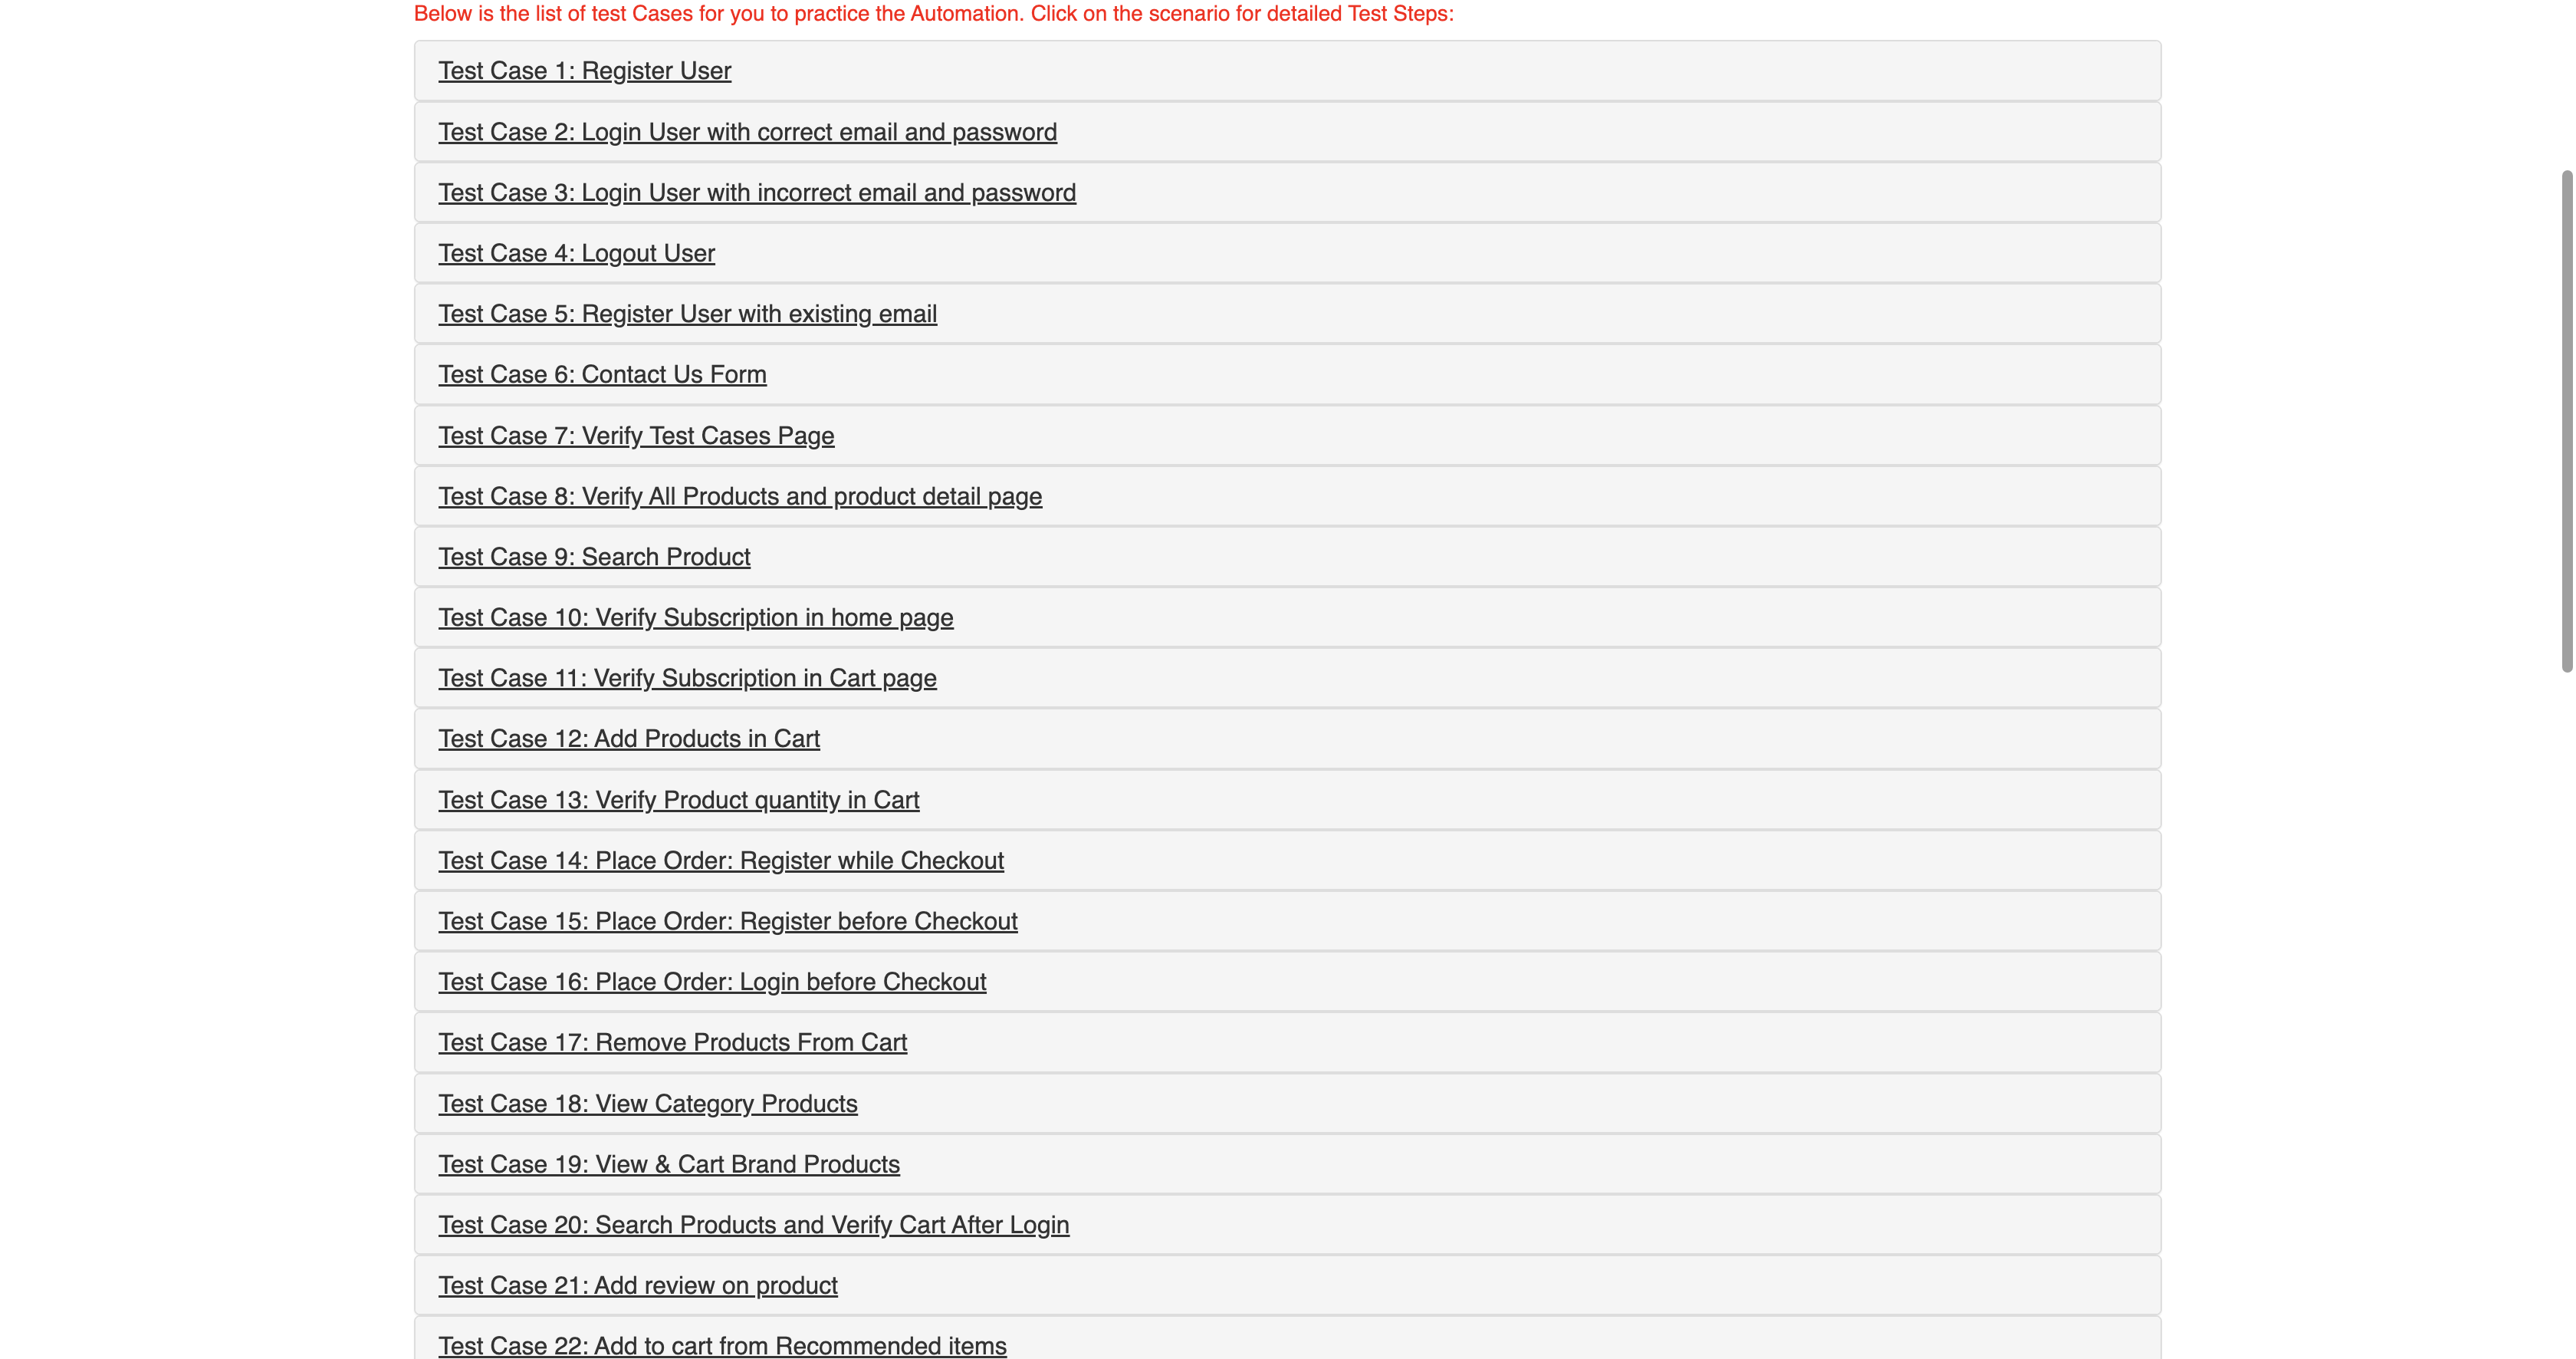 Below is the list of test Cases for you to practice the Automation. Click on the scenario for detailed Test Steps:
Test Case 1: Register User
Test Case 2: Login User with correct email and password
Test Case 3: Login User with incorrect email and password
Test Case 4: Logout User
Test Case 5: Register User with existing email
Test Case 6: Contact Us Form
Test Case 7: Verify Test Cases Page
Test Case 8: Verify All Products and product detail page
Test Case 9: Search Product
Test Case 10: Verify Subscription in home page
Test Case 11: Verify Subscription in Cart page
Test Case 12: Add Products in Cart
Test Case 13: Verify Product quantity in Cart
Test Case 14: Place Order: Register while Checkout
Test Case 15: Place Order: Register before Checkout
Test Case 16: Place Order: Login before Checkout
Test Case 17: Remove Products From Cart
Test Case 18: View Category Products
Test Case 19: View & Cart Brand Products
Test Case 20: Search Products and Verify Cart After Login
Test Case 21: Add review on product
Test Case 22: Add to cart from Recommended items